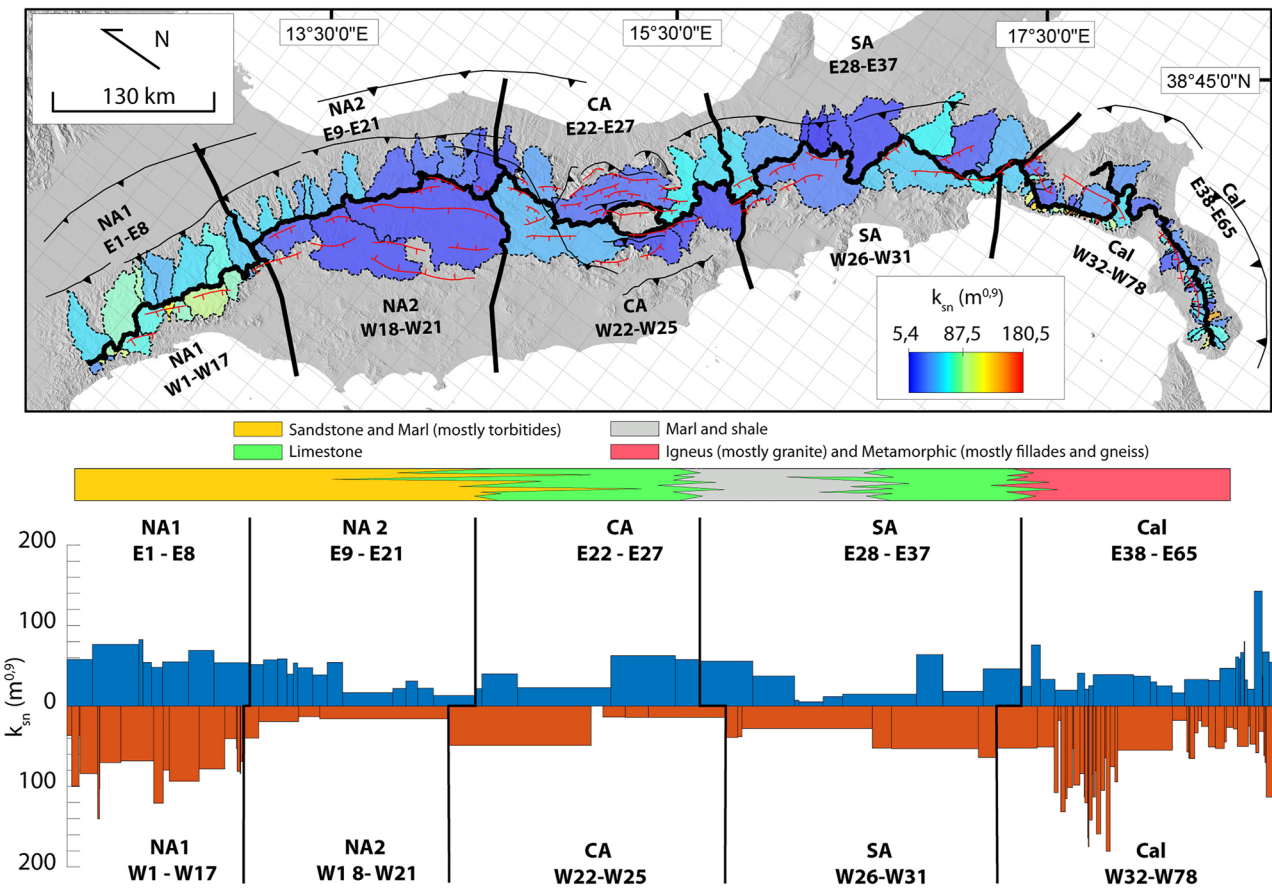 N
130 km
13°30'0"E
15°30'0"E
17°30'0"E
38°45'0"N
NA1
E1-E8
NA2
E9-E21
CA
E22-E27
SA
E28-E37
Cal
E38-E65
NA1
W1-W17
NA2
W18-W21
CA
W22-W25
SA
W26-W31
Cal
W32-W78
ksn (m0,9)
5,4 87,5 180,5
Sandstone and Marl (mostly torbitides)
Limestone
Marl and shale
Igneus (mostly granite) and Metamorphic (mostly fillades and gneiss)
NA1
E1 - E8
NA 2
E9 - E21
CA
E22 - E27
SA
E28 - E37
Cal
E38 - E65
200
100
0
100
200
ksn (m0,9)
NA1
W1 - W17
NA2
W1 8- W21
CA
W22-W25
SA
W26-W31
Cal
W32-W78